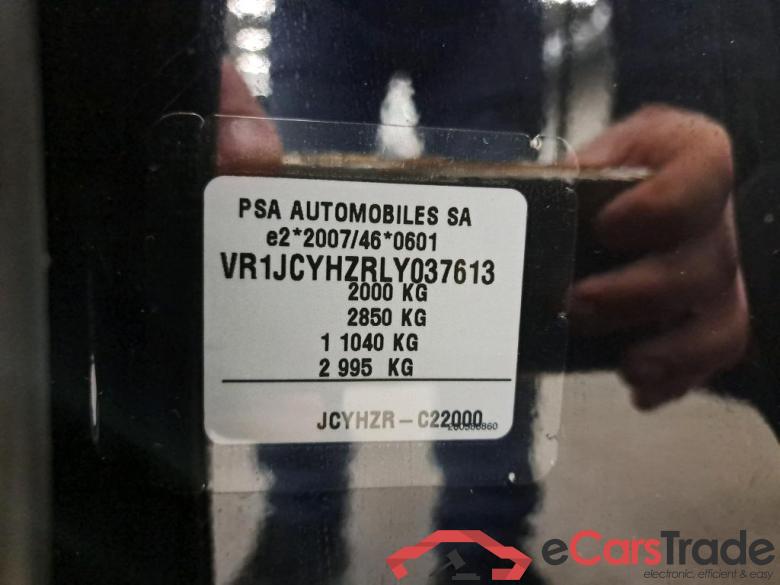 PSA AUTOMOBILES SA
e2*2007/46*0601
VR1JCYHZRLY037613
2000 KG
2850 KG
1 1040 KG
2 995 KG
JCYHZR - C22000
eCarsTrade
electronic, efficient & easy